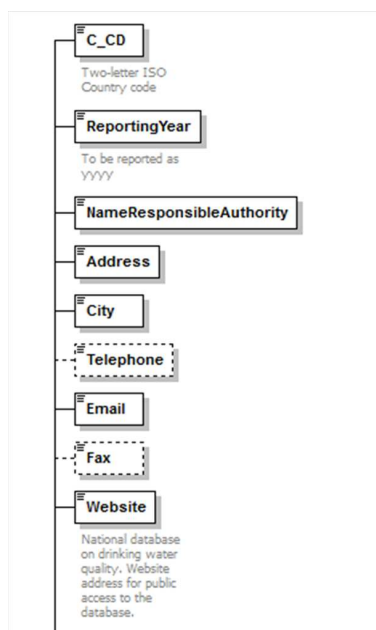 C_CD
Two-letter ISO
Country code
ReportingYear
To be reported as
yyyy
NameResponsibleAuthority
Address
City
Telephone
Email
Fax
Website
National database
on drinking water
quality. Website
address for public
access to the
database.